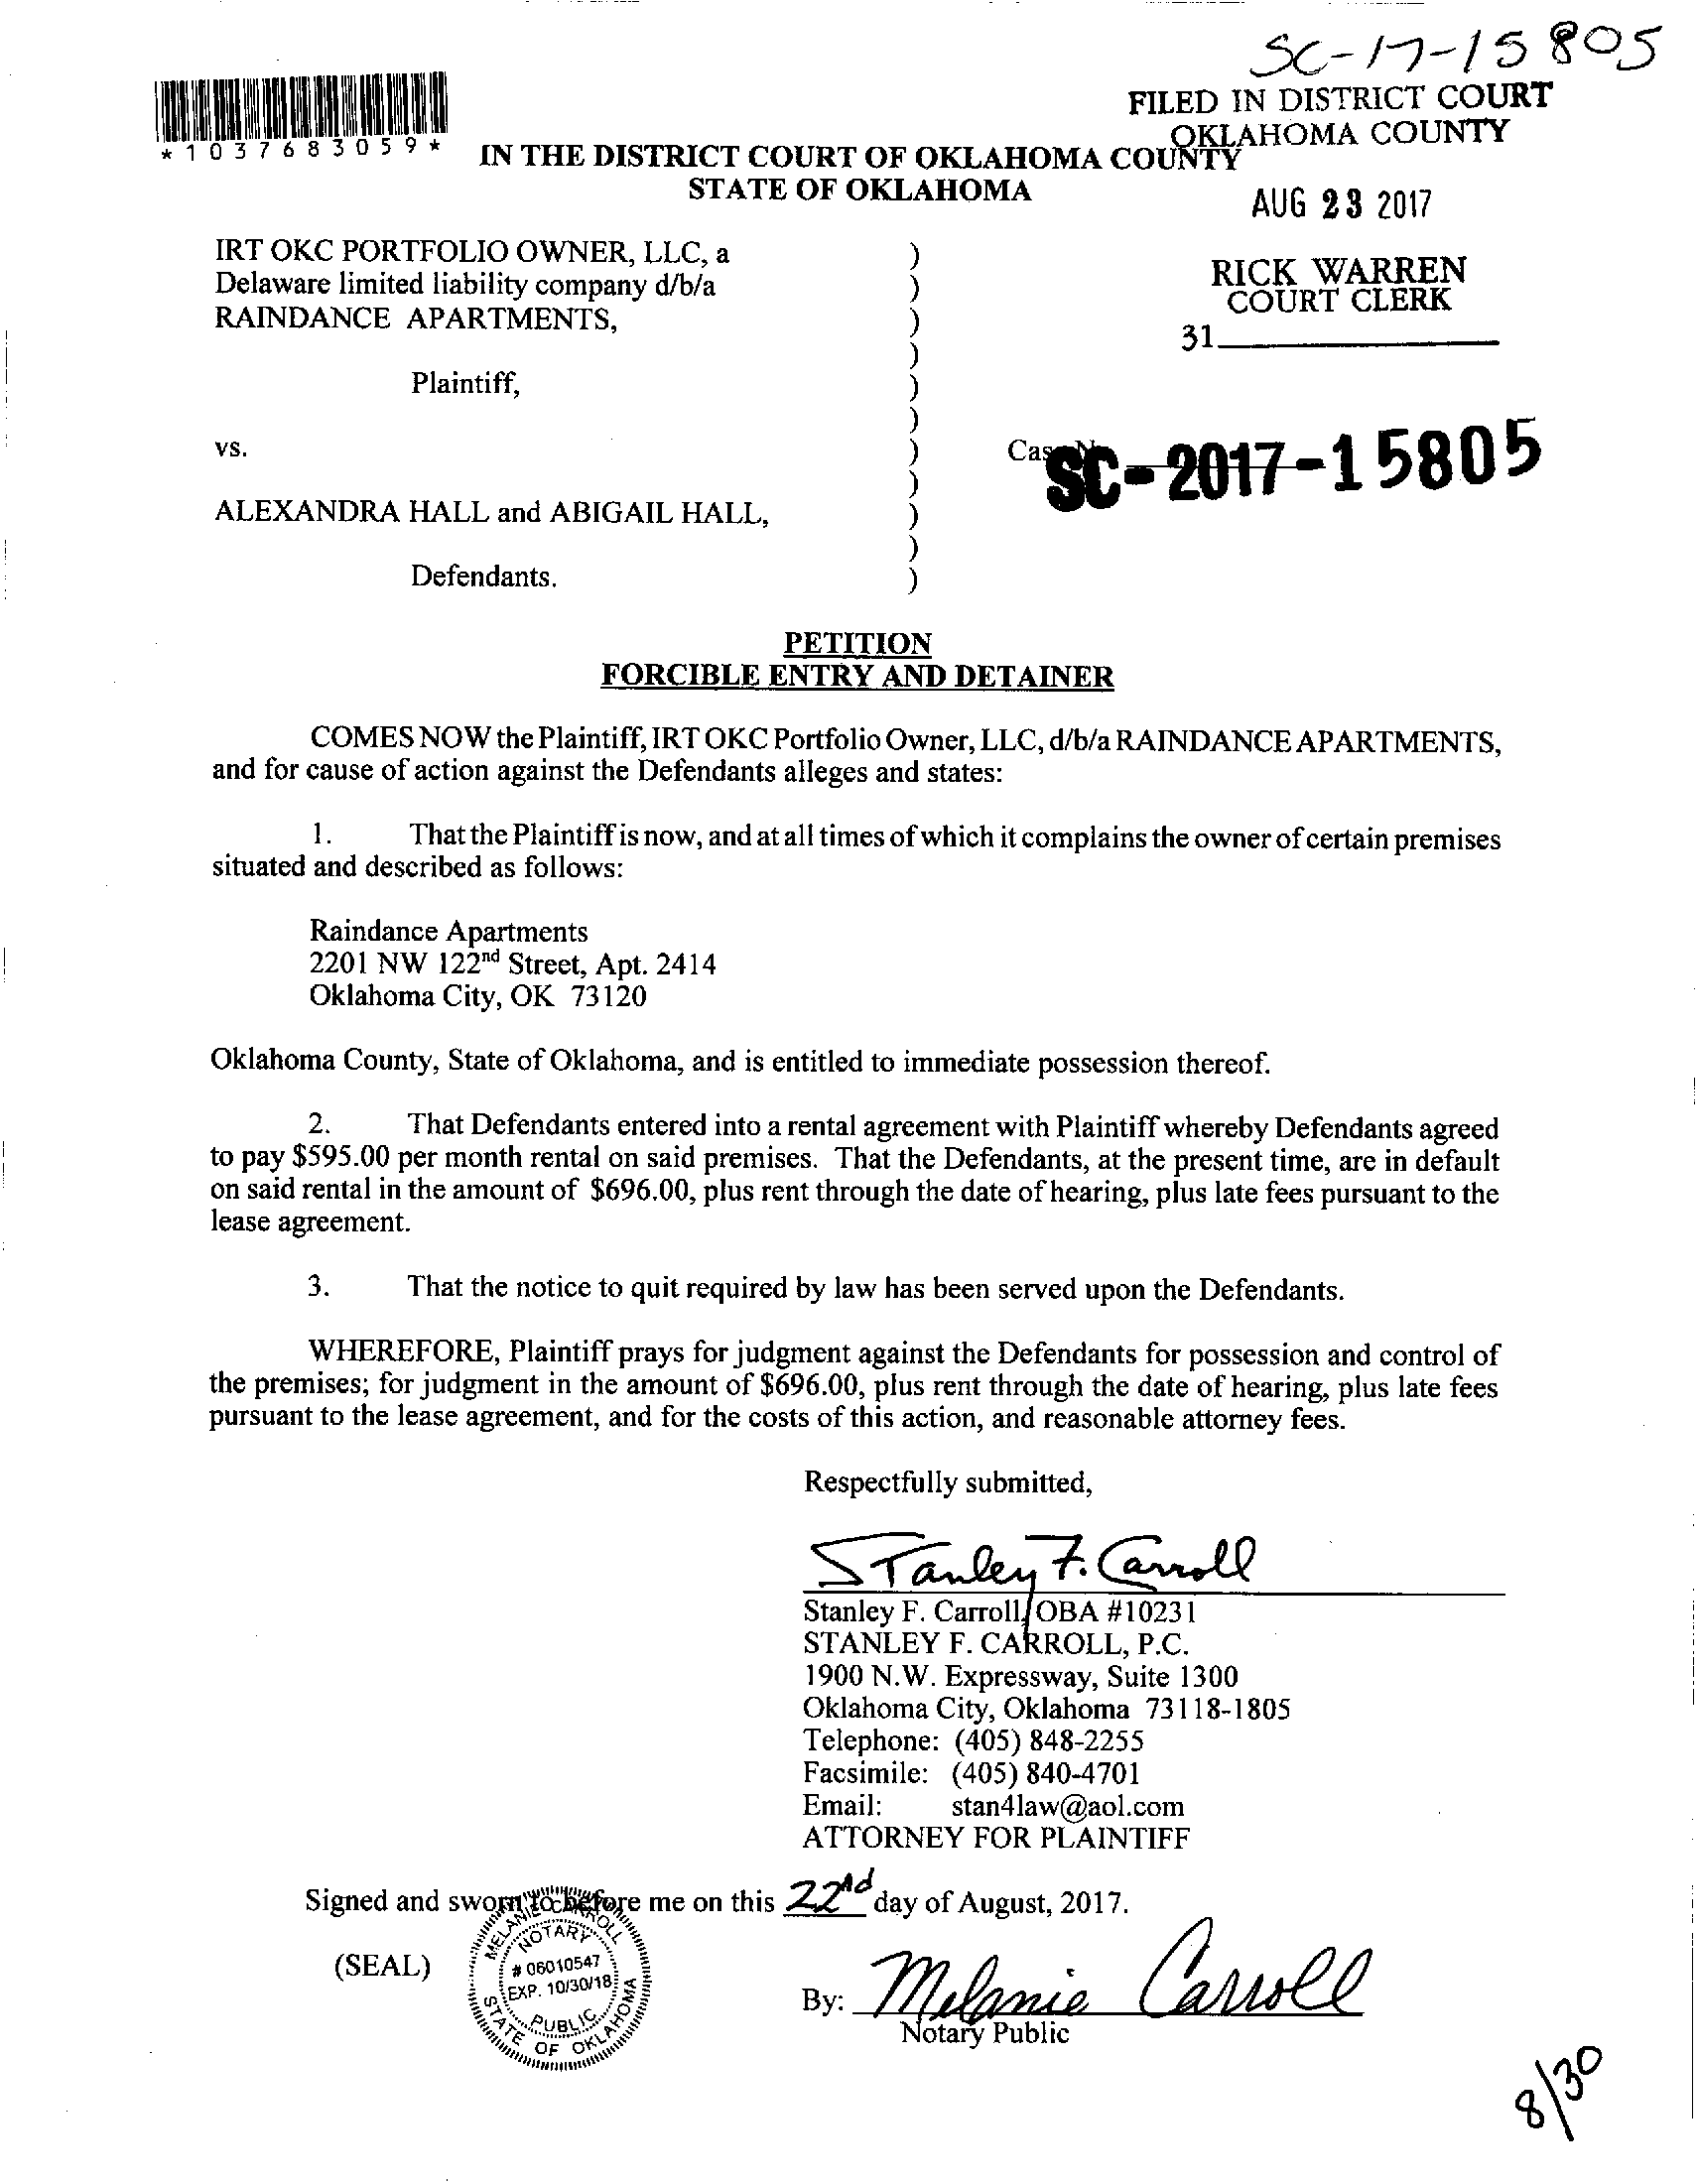 SC-17-15805
FILED IN DISTRICT COURT
OKLAHOMA COUNTY
*1037683059*
IN THE DISTRICT COURT OF OKLAHOMA COUNTY
STATE OF OKLAHOMA
AUG 23 2017
IRT OKC PORTFOLIO OWNER, LLC, a )
Delaware limited liability company d/b/a )
RAINDANCE APARTMENTS, )
)
Plaintiff, )
)
vs. )
)
ALEXANDRA HALL and ABIGAIL HALL, )
)
Defendants. )
RICK WARREN
COURT CLERK
31
Case No. SC-2017-15805
PETITION
FORCIBLE ENTRY AND DETAINER
COMES NOW the Plaintiff, IRT OKC Portfolio Owner, LLC, d/b/a RAINDANCE APARTMENTS,
and for cause of action against the Defendants alleges and states:
1. That the Plaintiff is now, and at all times of which it complains the owner of certain premises
situated and described as follows:
Raindance Apartments
2201 NW 122nd Street, Apt. 2414
Oklahoma City, OK 73120
Oklahoma County, State of Oklahoma, and is entitled to immediate possession thereof.
2. That Defendants entered into a rental agreement with Plaintiff whereby Defendants agreed
to pay $595.00 per month rental on said premises. That the Defendants, at the present time, are in default
on said rental in the amount of $696.00, plus rent through the date of hearing, plus late fees pursuant to the
lease agreement.
3. That the notice to quit required by law has been served upon the Defendants.
WHEREFORE, Plaintiff prays for judgment against the Defendants for possession and control of
the premises; for judgment in the amount of $696.00, plus rent through the date of hearing, plus late fees
pursuant to the lease agreement, and for the costs of this action, and reasonable attorney fees.
Respectfully submitted,
Stanley F. Carroll
Stanley F. Carroll, OBA #10231
STANLEY F. CARROLL, P.C.
1900 N.W. Expressway, Suite 1300
Oklahoma City, Oklahoma 73118-1805
Telephone: (405) 848-2255
Facsimile: (405) 840-4701
Email: stan4law@aol.com
ATTORNEY FOR PLAINTIFF
Signed and sworn to before me on this 22nd day of August, 2017.
(SEAL)
MELANIE CARROLL
NOTARY
# 06010547
EXP. 10/30/18
PUBLIC
STATE OF OKLAHOMA
By: Melanie Carroll
Notary Public
8/30